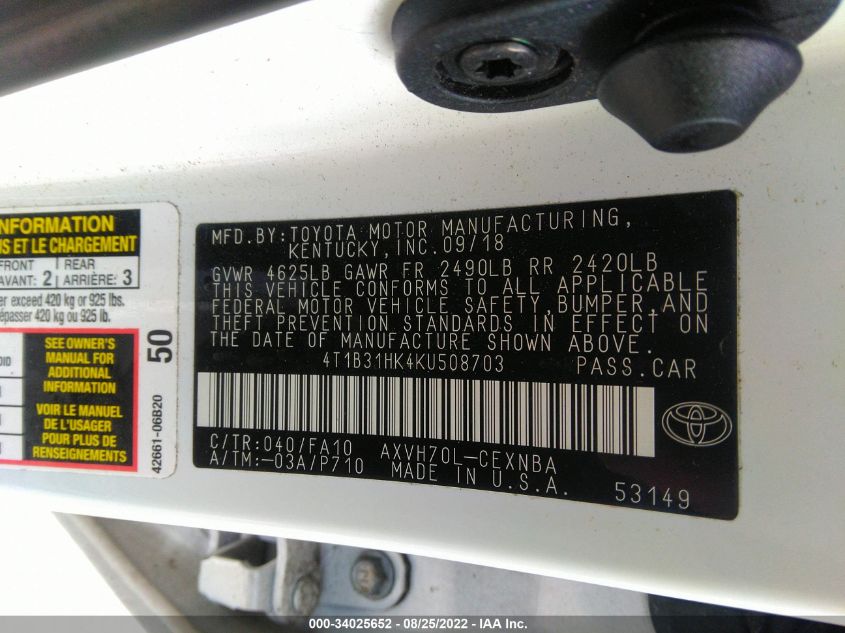 INFORMATION
US ET LE CHARGEMENT
FRONT
AVANT: 2
REAR
ARRIÈRE: 3
er exceed 420 kg or 925 lbs.
épasser 420 kg ou 925 lb.
SEE OWNER'S
MANUAL FOR
ADDITIONAL
INFORMATION
VOIR LE MANUEL
DE L'USAGER
POUR PLUS DE
RENSEIGNEMENTS
50
42661-06B20
MFD.BY:TOYOTA MOTOR MANUFACTURING,
KENTUCKY,INC.09/18
GVWR 4625LB GAWR FR 2490LB RR 2420LB
THIS VEHICLE CONFORMS TO ALL APPLICABLE
FEDERAL MOTOR VEHICLE SAFETY,BUMPER,AND
THEFT PREVENTION STANDARDS IN EFFECT ON
THE DATE OF MANUFACTURE SHOWN ABOVE.
4T1B31HK4KU508703 PASS.CAR
C/TR:040/FA10 AXVH70L-CEXNBA
A/TM:-03A/P710 MADE IN U.S.A.
53149
000-34025652 - 08/25/2022 - IAA Inc.